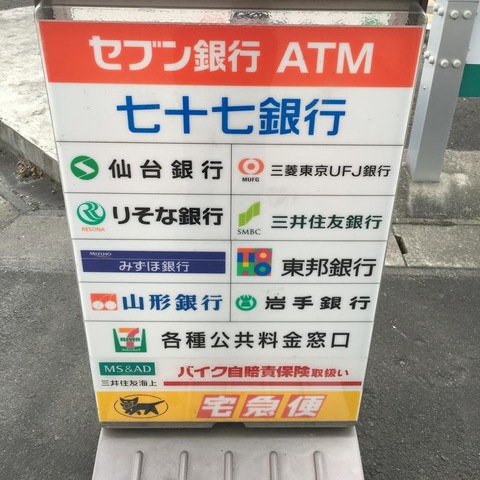 セブン銀行 ATM
七十七銀行
仙台銀行
MUFG 三菱東京UFJ銀行
りそな銀行
RESONA
三井住友銀行
SMBC
MIZUHO
みずほ銀行
TOHO 東邦銀行
山形銀行
岩手銀行
7 ELEVEn 各種公共料金窓口
MS&AD
三井住友海上
バイク自賠責保険取扱い
宅急便